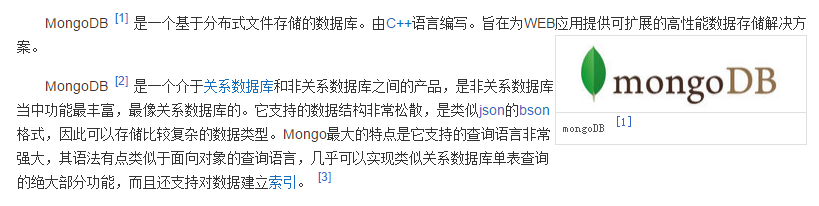 MongoDB [1] 是一个基于分布式文件存储的数据库。由C++语言编写。旨在为WEB应用提供可扩展的高性能数据存储解决方
案。
MongoDB [2] 是一个介于关系数据库和非关系数据库之间的产品，是非关系数据库
当中功能最丰富，最像关系数据库的。它支持的数据结构非常松散，是类似json的bson
格式，因此可以存储比较复杂的数据类型。Mongo最大的特点是它支持的查询语言非常
强大，其语法有点类似于面向对象的查询语言，几乎可以实现类似关系数据库单表查询
的绝大部分功能，而且还支持对数据建立索引。 [3]
mongoDB
mongoDB [1]